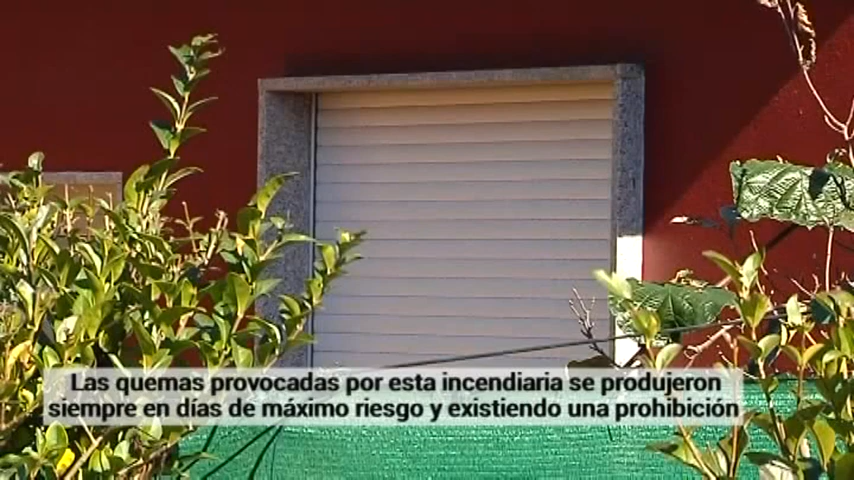 Las quemas provocadas por esta incendiaria se produjeron
siempre en días de máximo riesgo y existiendo una prohibición